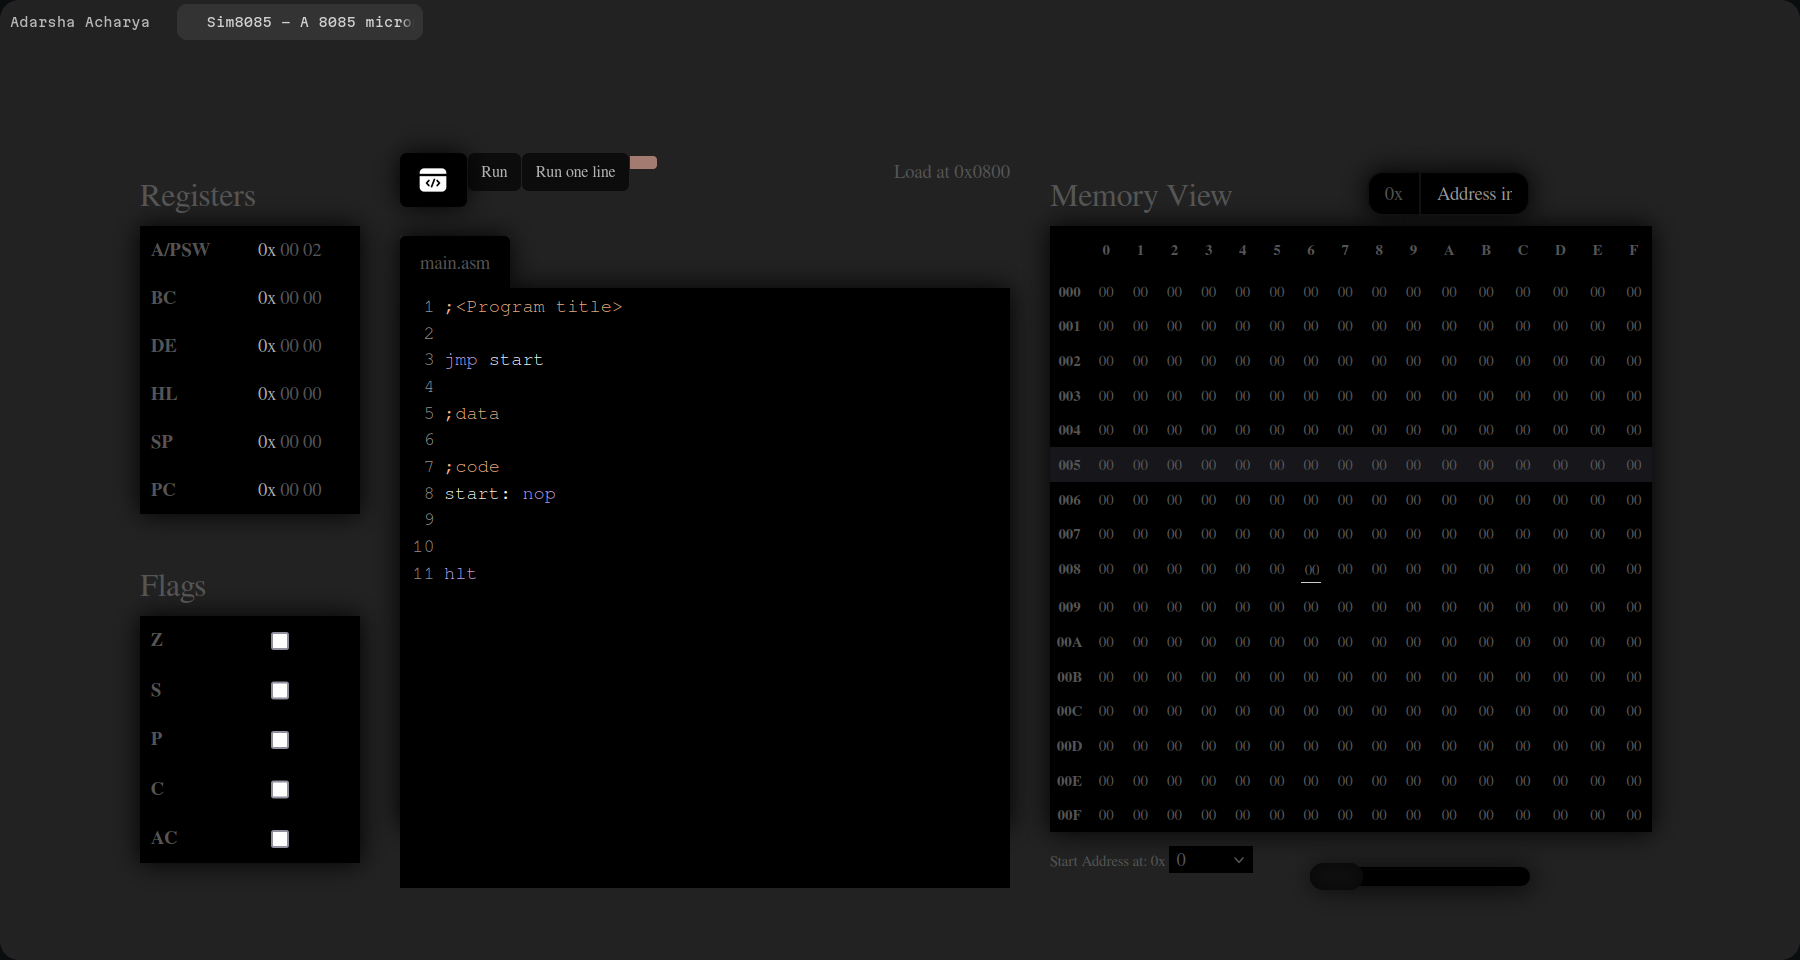 Adarsha Acharya
Sim8085 - A 8085 micro
Run
Run one line
Load at 0x0800
Registers
A/PSW 0x 00 02
BC 0x 00 00
DE 0x 00 00
HL 0x 00 00
SP 0x 00 00
PC 0x 00 00
Flags
Z
S
P
C
AC
main.asm
1 ;<Program title>
2
3 jmp start
4
5 ;data
6
7 ;code
8 start: nop
9
10
11 hlt
Memory View
0x Address ir
0 1 2 3 4 5 6 7 8 9 A B C D E F
000 00 00 00 00 00 00 00 00 00 00 00 00 00 00 00 00
001 00 00 00 00 00 00 00 00 00 00 00 00 00 00 00 00
002 00 00 00 00 00 00 00 00 00 00 00 00 00 00 00 00
003 00 00 00 00 00 00 00 00 00 00 00 00 00 00 00 00
004 00 00 00 00 00 00 00 00 00 00 00 00 00 00 00 00
005 00 00 00 00 00 00 00 00 00 00 00 00 00 00 00 00
006 00 00 00 00 00 00 00 00 00 00 00 00 00 00 00 00
007 00 00 00 00 00 00 00 00 00 00 00 00 00 00 00 00
008 00 00 00 00 00 00 00 00 00 00 00 00 00 00 00 00
009 00 00 00 00 00 00 00 00 00 00 00 00 00 00 00 00
00A 00 00 00 00 00 00 00 00 00 00 00 00 00 00 00 00
00B 00 00 00 00 00 00 00 00 00 00 00 00 00 00 00 00
00C 00 00 00 00 00 00 00 00 00 00 00 00 00 00 00 00
00D 00 00 00 00 00 00 00 00 00 00 00 00 00 00 00 00
00E 00 00 00 00 00 00 00 00 00 00 00 00 00 00 00 00
00F 00 00 00 00 00 00 00 00 00 00 00 00 00 00 00 00
Start Address at: 0x 0